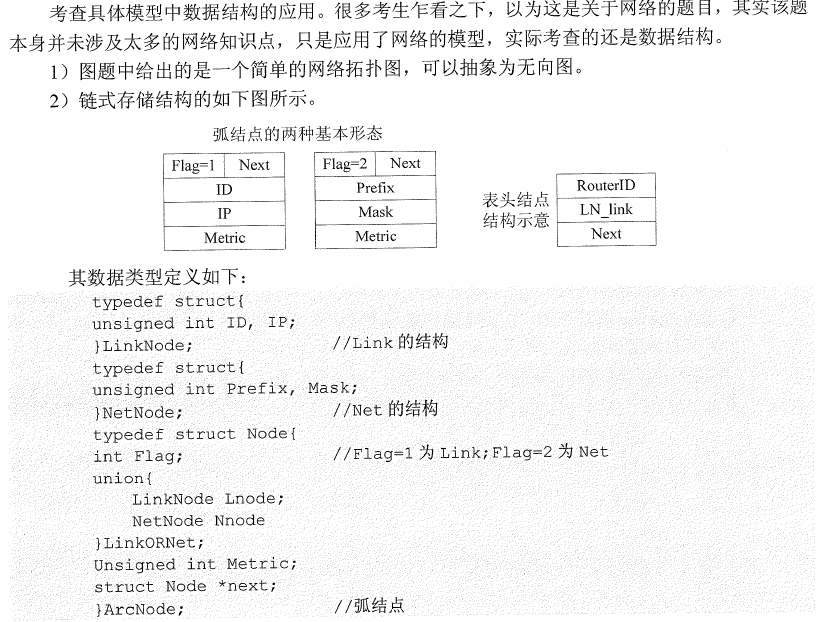 考查具体模型中数据结构的应用。很多考生乍看之下，以为这是关于网络的题目，其实该题
本身并未涉及太多的网络知识点，只是应用了网络的模型，实际考查的还是数据结构。
1）图题中给出的是一个简单的网络拓扑图，可以抽象为无向图。
2）链式存储结构的如下图所示。
弧结点的两种基本形态
Flag=1 Next
ID
IP
Metric
Flag=2 Next
Prefix
Mask
Metric
表头结点
结构示意
RouterID
LN_link
Next
其数据类型定义如下：
typedef struct{
unsigned int ID, IP;
}LinkNode; //Link 的结构
typedef struct{
unsigned int Prefix, Mask;
}NetNode; //Net 的结构
typedef struct Node{
int Flag; //Flag=1 为 Link;Flag=2 为 Net
union{
LinkNode Lnode;
NetNode Nnode
}LinkORNet;
Unsigned int Metric;
struct Node *next;
}ArcNode; //弧结点